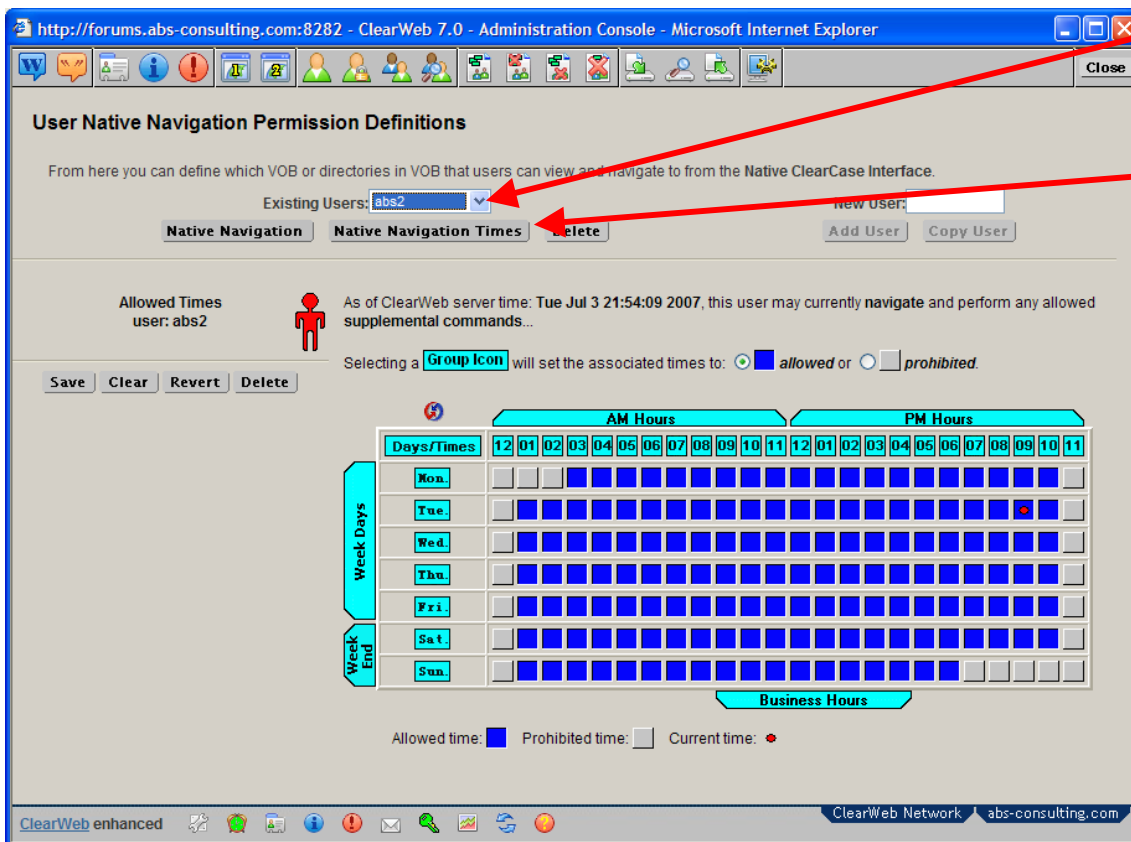 http://forums.abs-consulting.com:8282 - ClearWeb 7.0 - Administration Console - Microsoft Internet Explorer
W 1 2 Close
User Native Navigation Permission Definitions
From here you can define which VOB or directories in VOB that users can view and navigate to from the Native ClearCase Interface.
Existing Users: abs2 New User:
Native Navigation Native Navigation Times Delete Add User Copy User
Allowed Times
user: abs2
As of ClearWeb server time: Tue Jul 3 21:54:09 2007, this user may currently navigate and perform any allowed
supplemental commands...
Selecting a Group Icon will set the associated times to: allowed or prohibited.
Save Clear Revert Delete
AM Hours PM Hours
Days/Times 12 01 02 03 04 05 06 07 08 09 10 11 12 01 02 03 04 05 06 07 08 09 10 11
Week Days
Mon.
Tue.
Wed.
Thu.
Fri.
Week End
Sat.
Sun.
Business Hours
Allowed time: Prohibited time: Current time:
ClearWeb enhanced ClearWeb Network abs-consulting.com